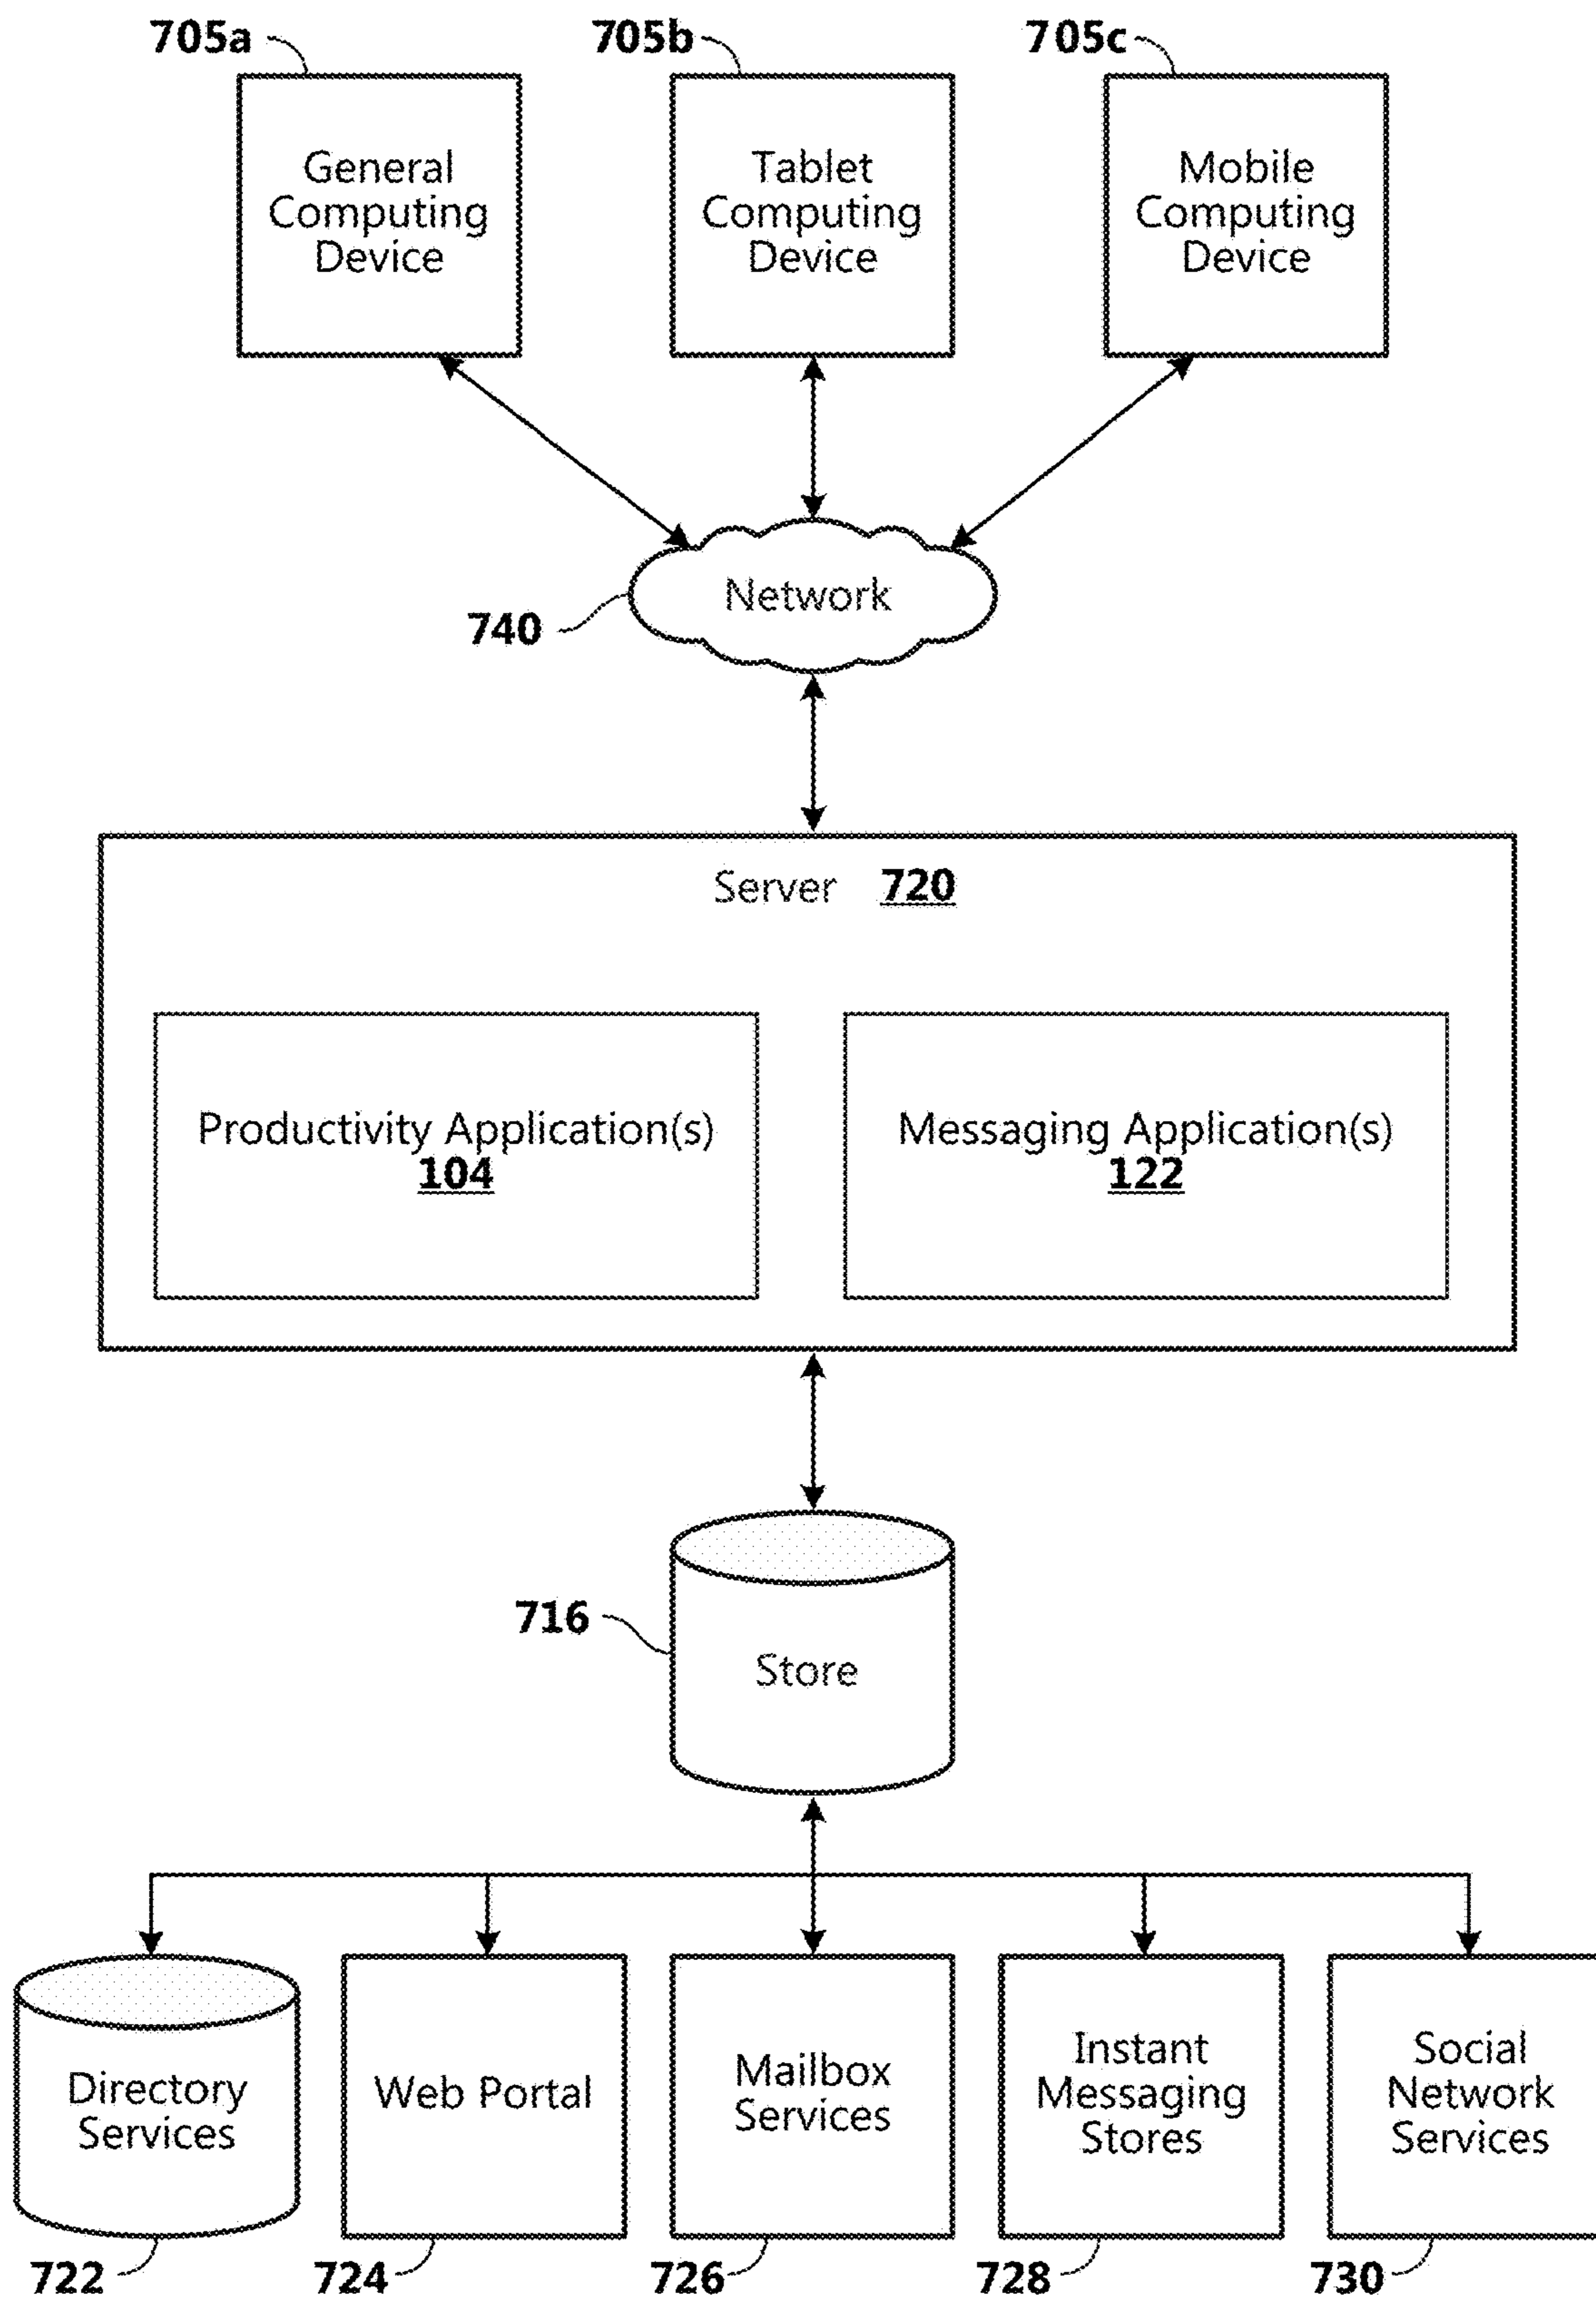 705a
705b
705c
General
Computing
Device
Tablet
Computing
Device
Mobile
Computing
Device
Network
740
Server 720
Productivity Application(s)
104
Messaging Application(s)
122
716
Store
Directory
Services
Web Portal
Mailbox
Services
Instant
Messaging
Stores
Social
Network
Services
722
724
726
728
730